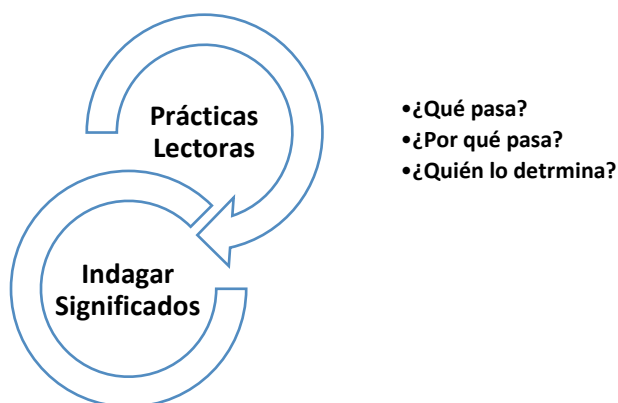 Prácticas
Lectoras
•¿Qué pasa?
•¿Por qué pasa?
•¿Quién lo detrmina?
Indagar
Significados